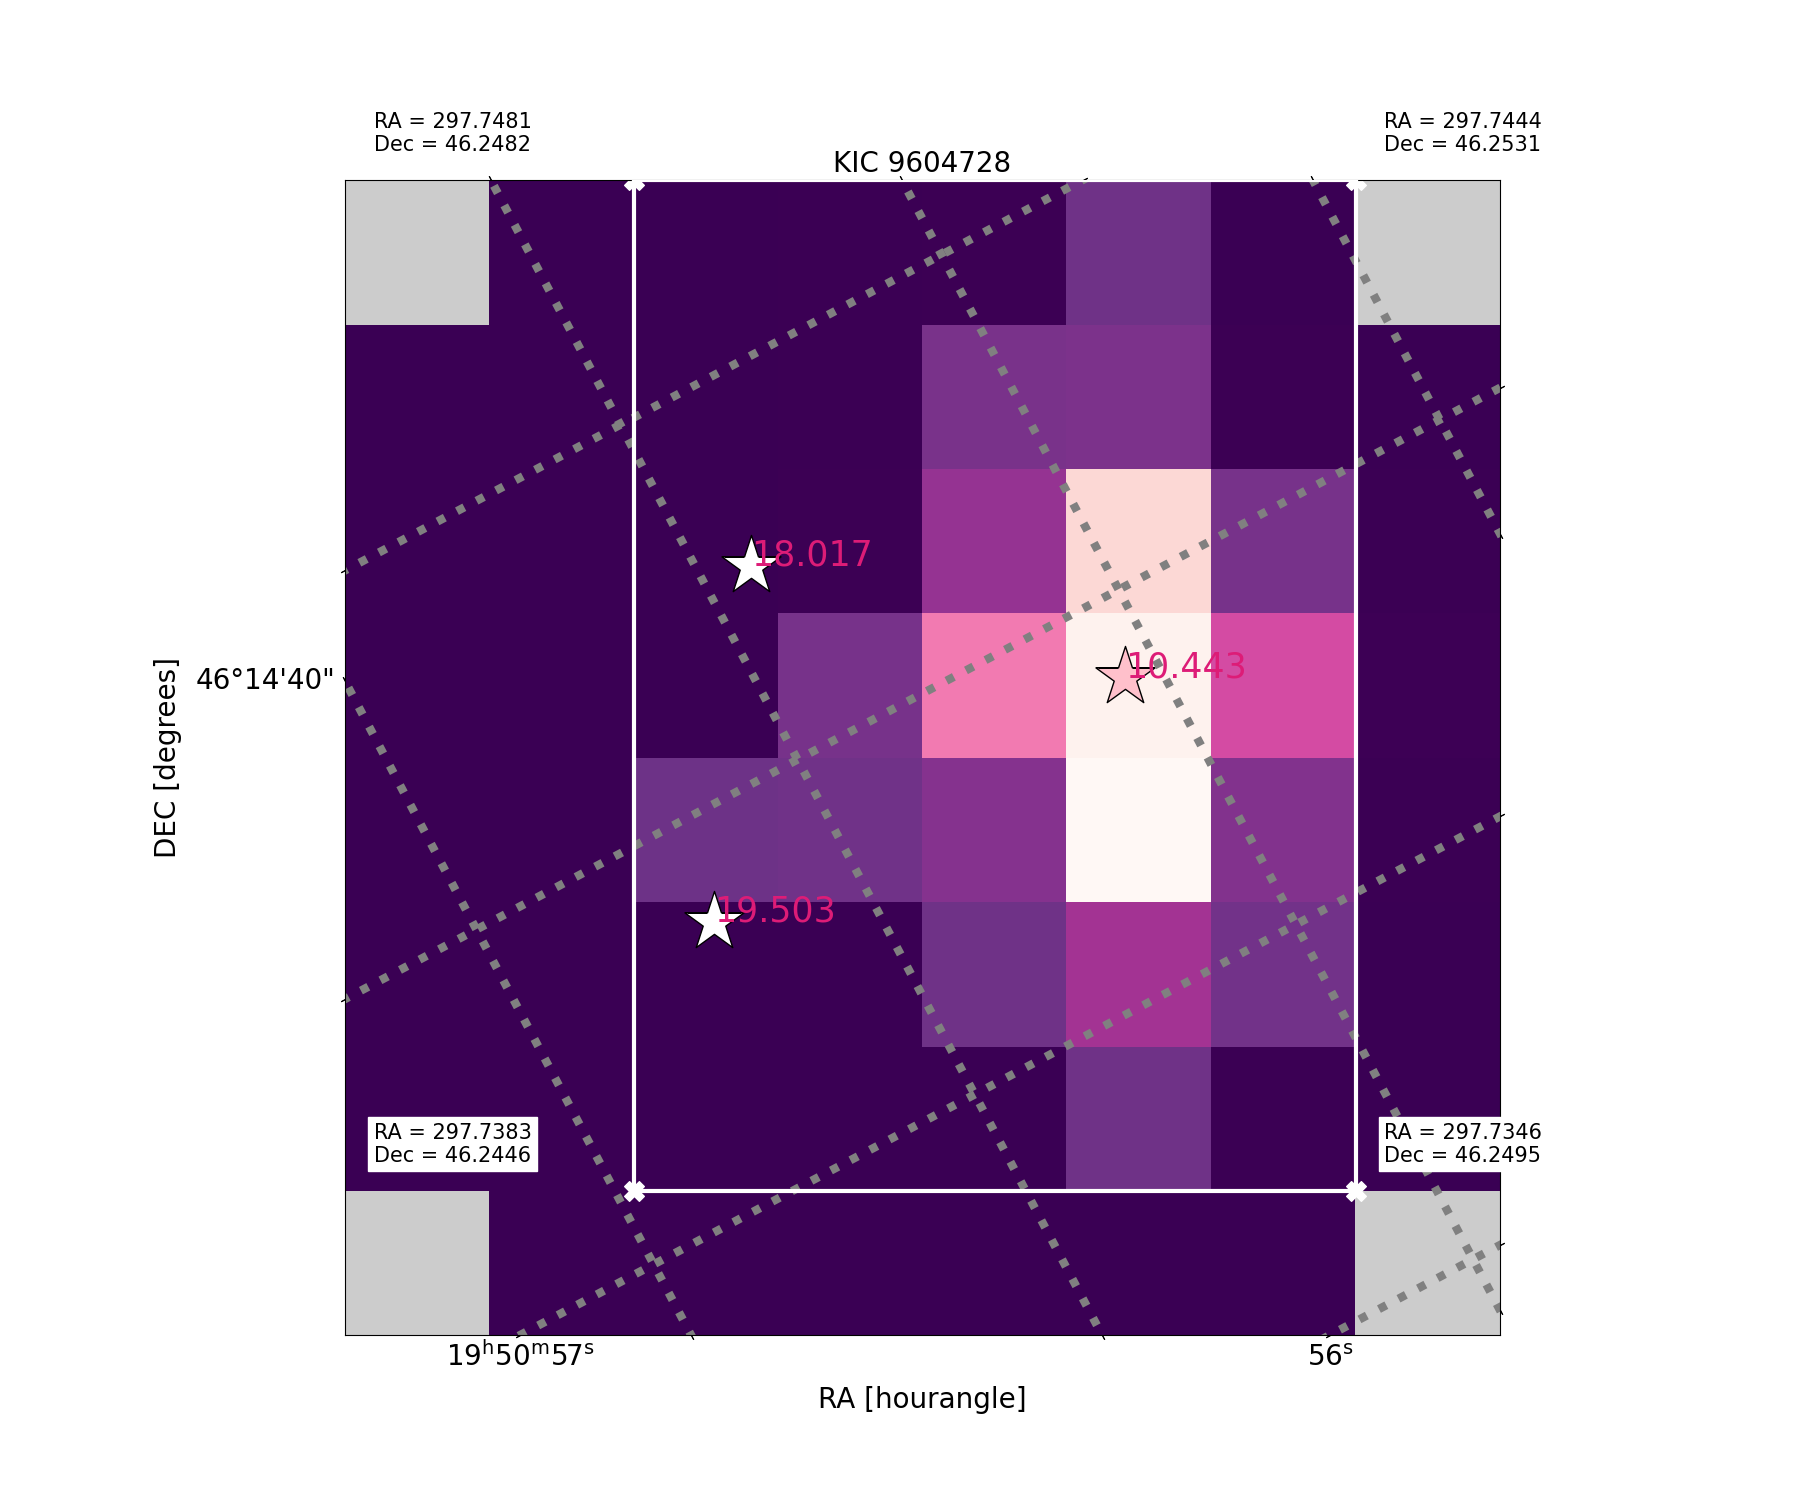 RA = 297.7481
Dec = 46.2482
RA = 297.7444
Dec = 46.2531
KIC 9604728
18.017
10.443
46°14'40"
DEC [degrees]
19.503
RA = 297.7383
Dec = 46.2446
RA = 297.7346
Dec = 46.2495
19ʰ50ᵐ57ˢ
56ˢ
RA [hourangle]